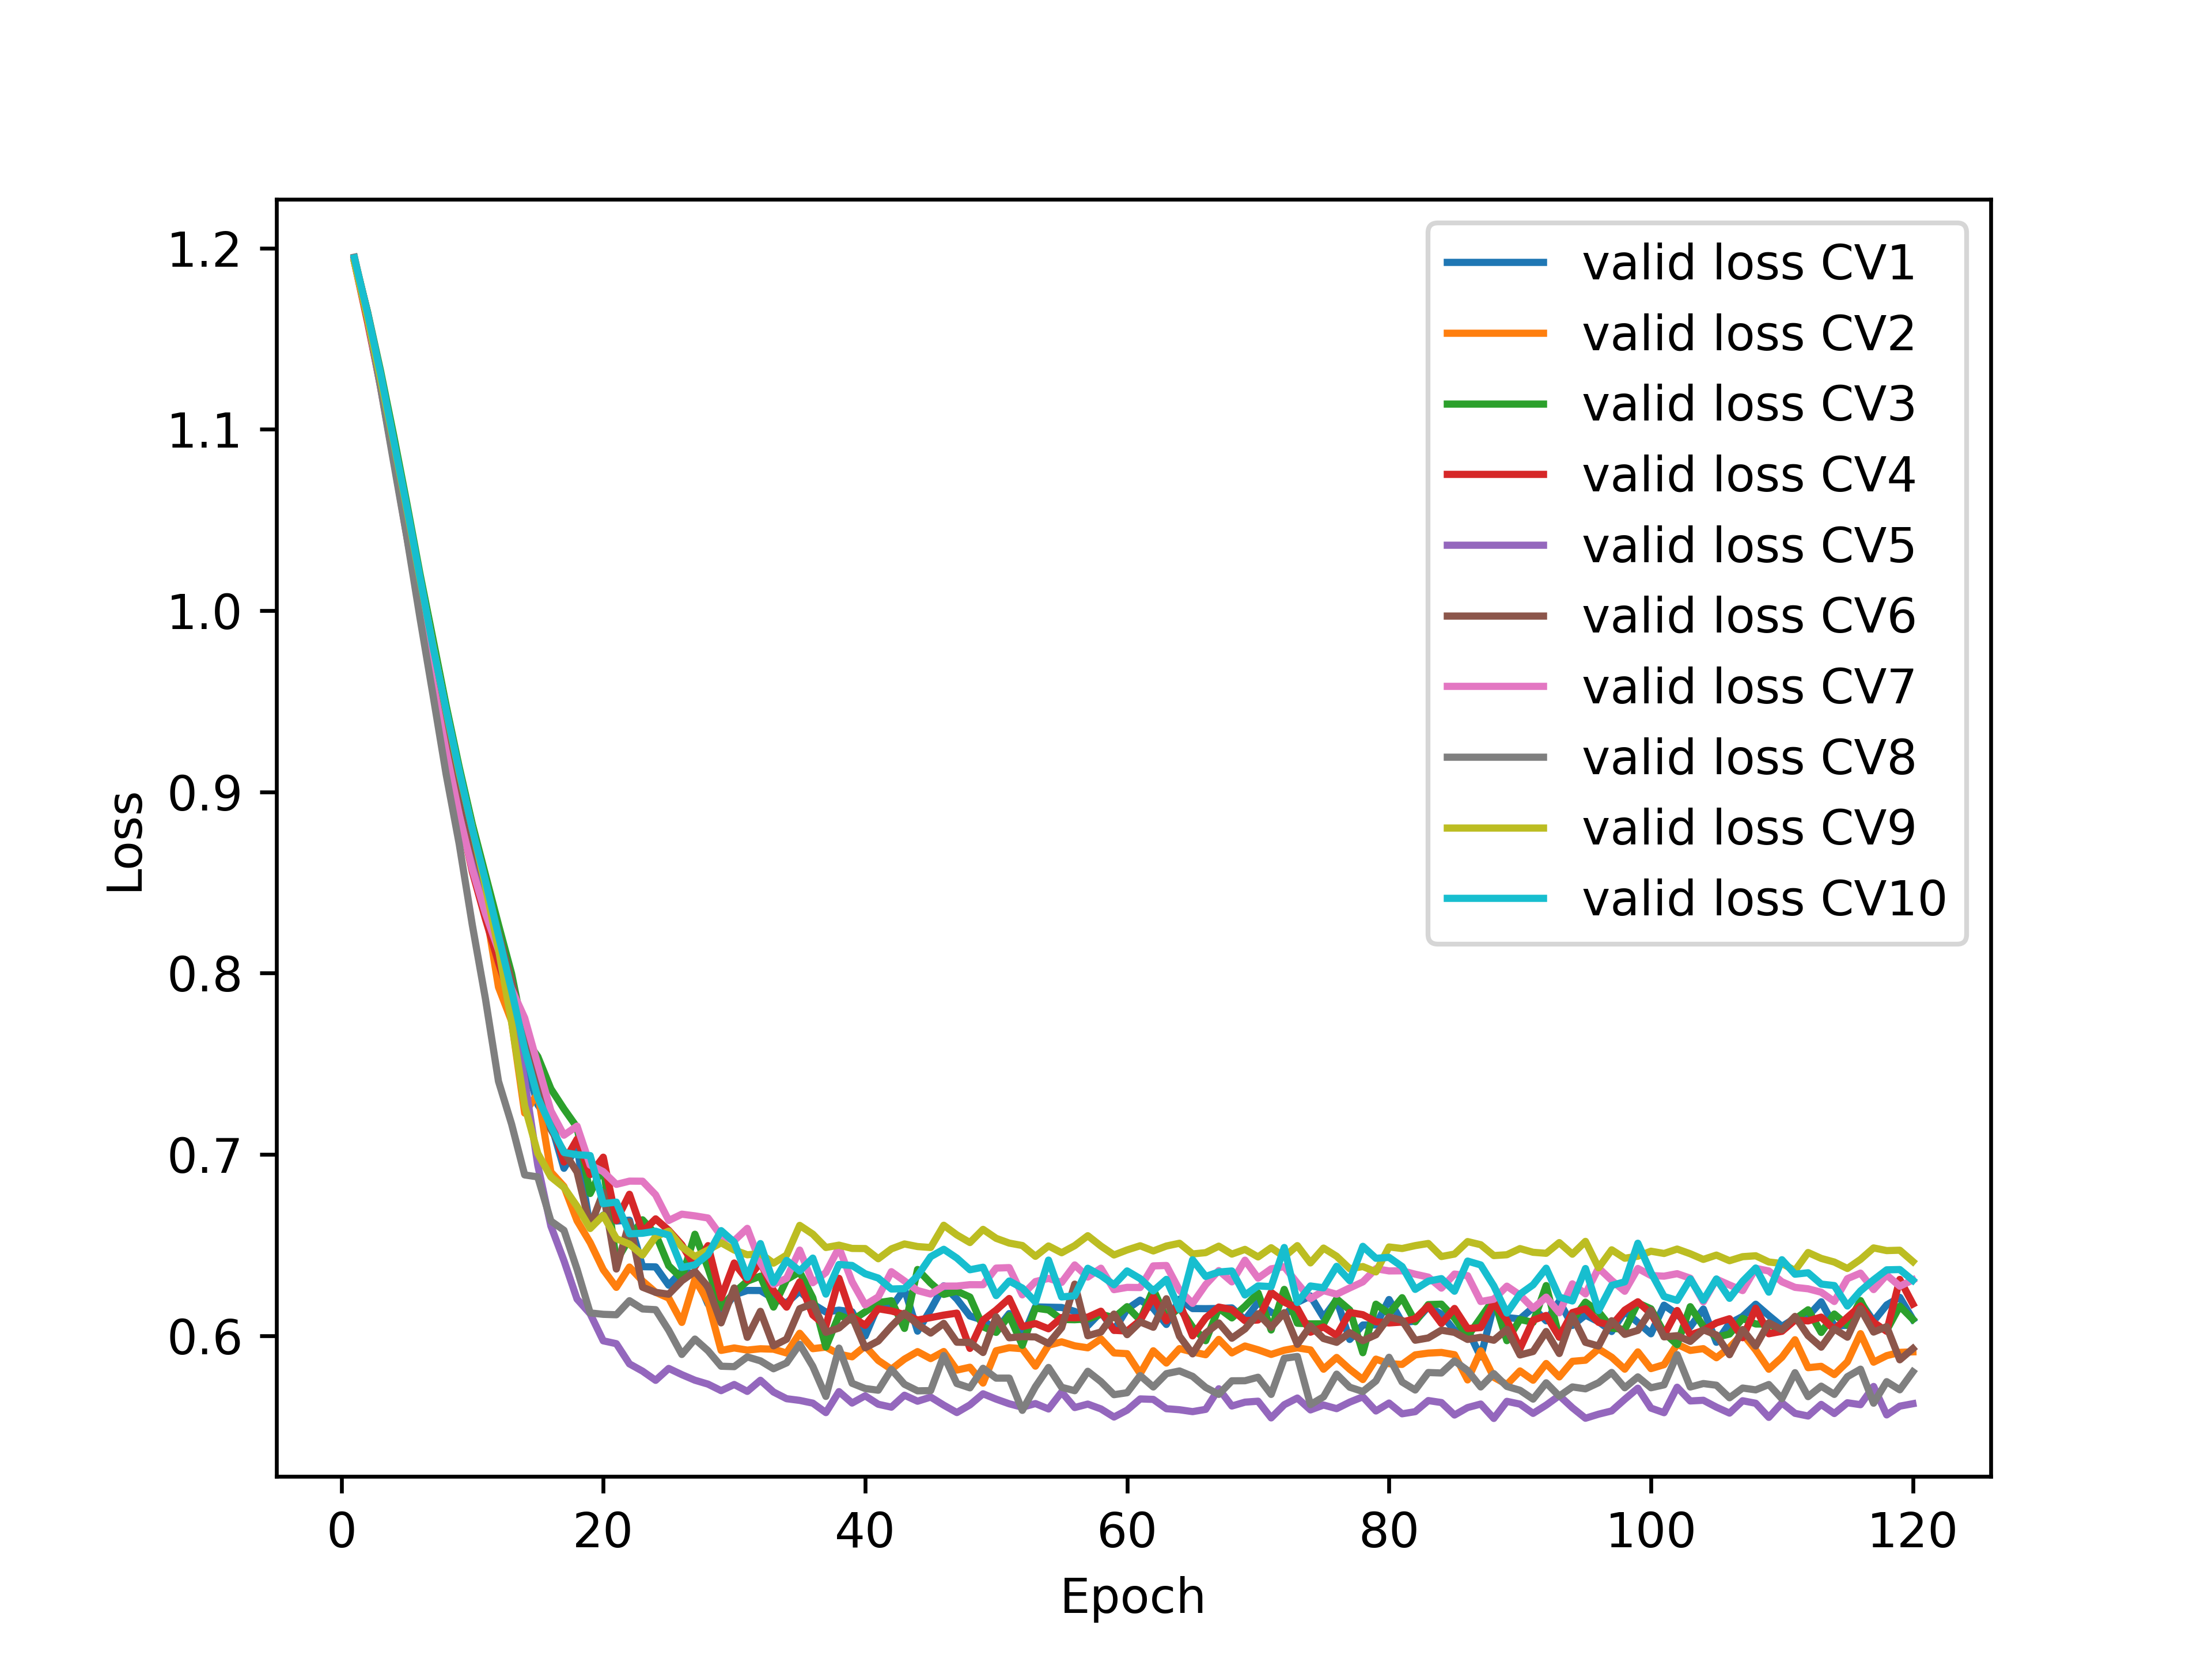 1.2
1.1
1.0
0.9
0.8
0.7
0.6
Loss
0
20
40
60
80
100
120
Epoch
valid loss CV1
valid loss CV2
valid loss CV3
valid loss CV4
valid loss CV5
valid loss CV6
valid loss CV7
valid loss CV8
valid loss CV9
valid loss CV10